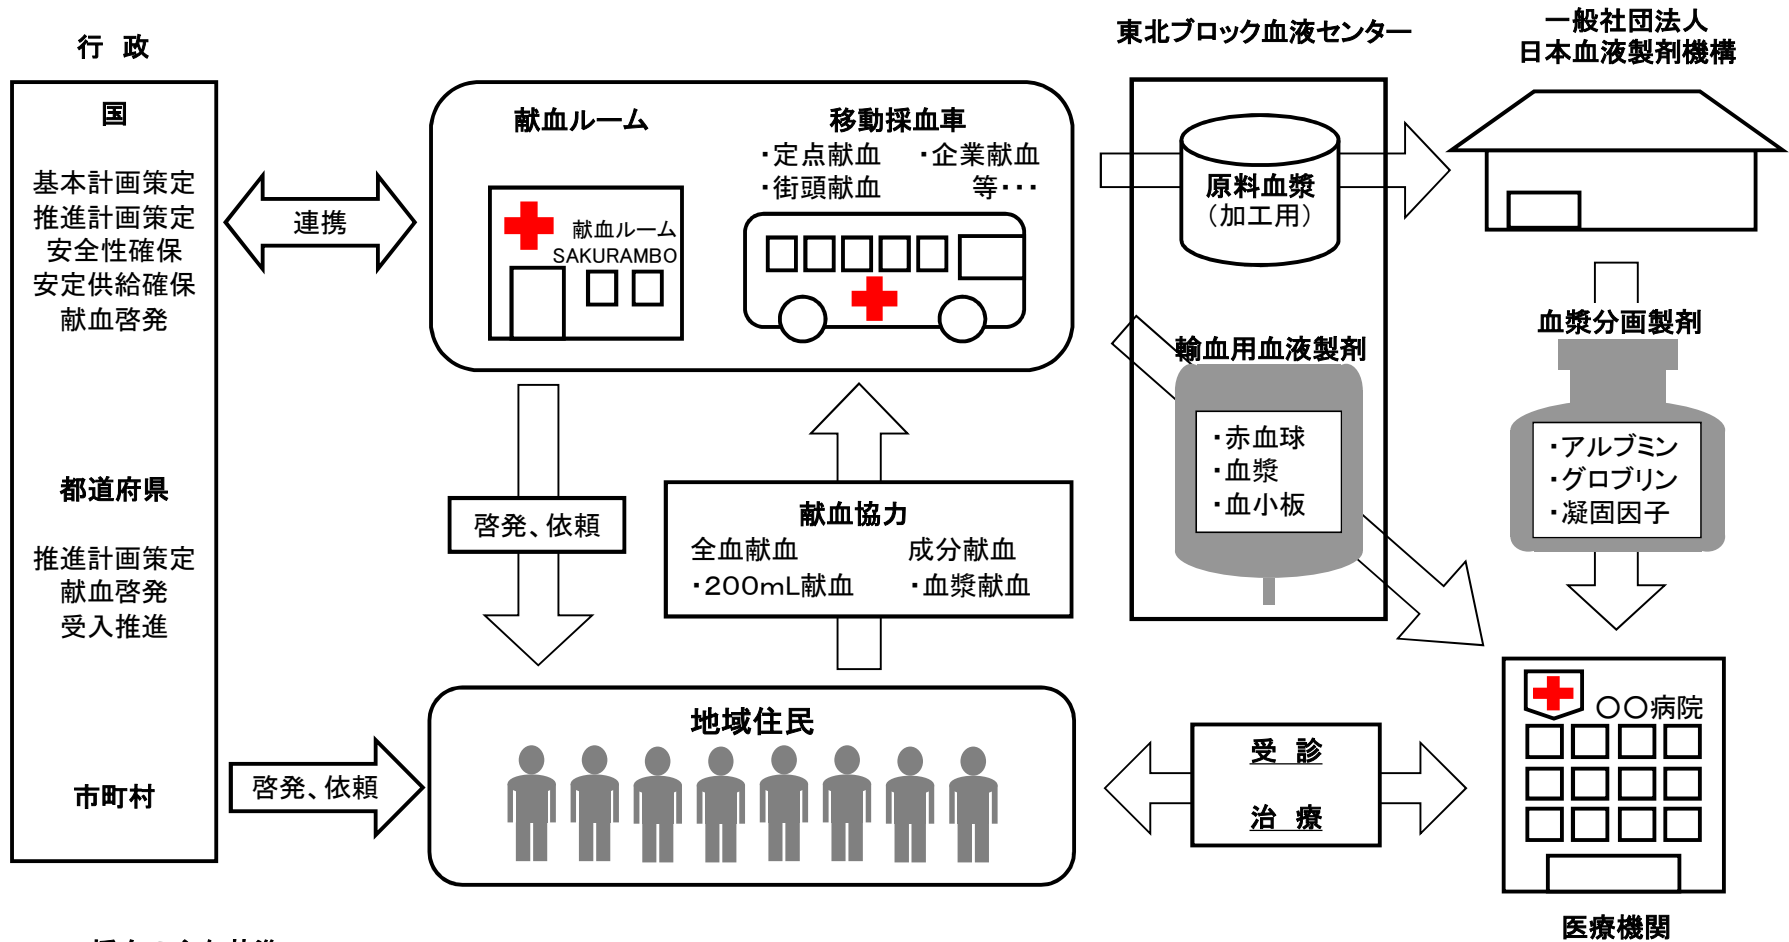 行 政
国
基本計画策定
推進計画策定
安全性確保
安定供給確保
献血啓発
都道府県
推進計画策定
献血啓発
受入推進
市町村
連携
啓発、依頼
献血ルーム
献血ルーム
SAKURAMBO
移動採血車
・定点献血 ・企業献血
・街頭献血 等・・・
啓発、依頼
献血協力
全血献血 成分献血
・200mL献血 ・血漿献血
地域住民
東北ブロック血液センター
原料血漿
(加工用)
輸血用血液製剤
・赤血球
・血漿
・血小板
一般社団法人
日本血液製剤機構
血漿分画製剤
・アルブミン
・グロブリン
・凝固因子
受 診
治 療
〇〇病院
医療機関